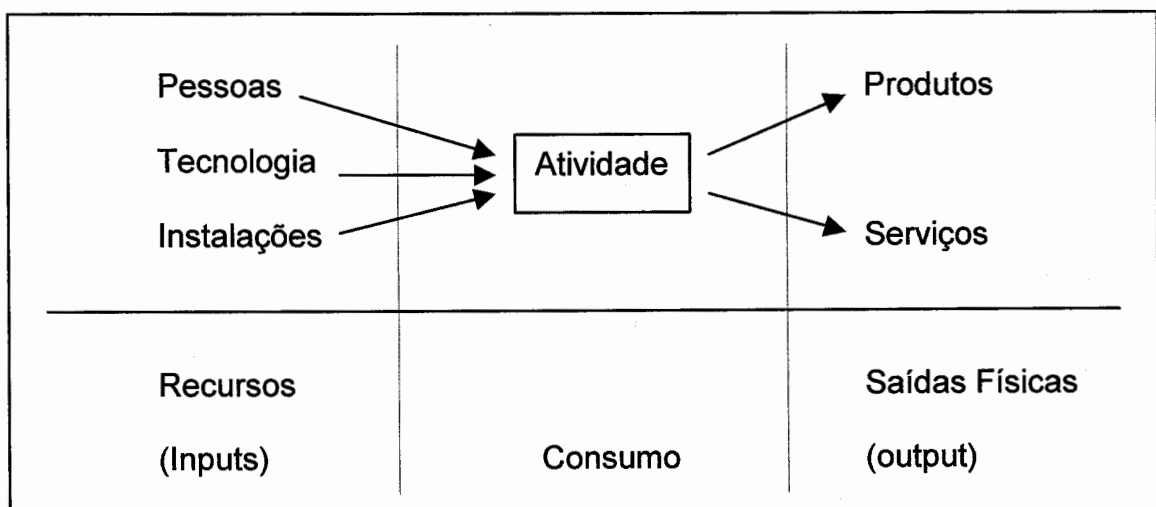 Pessoas
Tecnologia
Instalações
Atividade
Produtos
Serviços
Recursos
(Inputs)
Consumo
Saídas Físicas
(output)